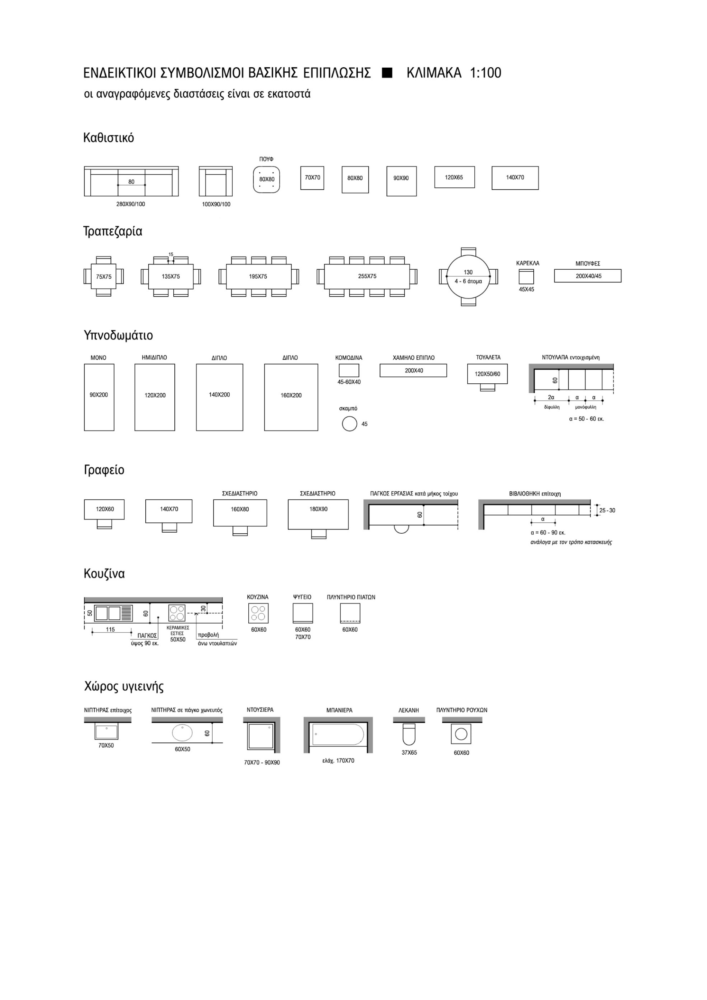 ΕΝΔΕΙΚΤΙΚΟΙ ΣΥΜΒΟΛΙΣΜΟΙ ΒΑΣΙΚΗΣ ΕΠΙΠΛΩΣΗΣ ■ ΚΛΙΜΑΚΑ 1:100
οι αναγραφόμενες διαστάσεις είναι σε εκατοστά
Καθιστικό
ΠΟΥΦ
80
80X80
70X70
80X80
90X90
120X65
140X70
280X90/100
100X90/100
Τραπεζαρία
15
75X75
135X75
195X75
255X75
130
4 - 6 άτομα
ΚΑΡΕΚΛΑ
45X45
ΜΠΟΥΦΕΣ
200X40/45
Υπνοδωμάτιο
ΜΟΝΟ
90X200
ΗΜΙΔΙΠΛΟ
120X200
ΔΙΠΛΟ
140X200
ΔΙΠΛΟ
160X200
ΚΟΜΟΔΙΝΑ
45-60X40
σκαμπό
45
ΧΑΜΗΛΟ ΕΠΙΠΛΟ
200X40
ΤΟΥΑΛΕΤΑ
120X50/60
ΝΤΟΥΛΑΠΑ εντοιχισμένη
60
2α α α
δίφυλλη μονόφυλλη
α = 50 - 60 εκ.
Γραφείο
120X60
140X70
ΣΧΕΔΙΑΣΤΗΡΙΟ
160X80
ΣΧΕΔΙΑΣΤΗΡΙΟ
180X90
ΠΑΓΚΟΣ ΕΡΓΑΣΙΑΣ κατά μήκος τοίχου
60
ΒΙΒΛΙΟΘΗΚΗ επίτοιχη
25 - 30
α
α = 60 - 90 εκ.
ανάλογα με τον τρόπο κατασκευής
Κουζίνα
50
60
30
115
ΠΑΓΚΟΣ
ύψος 90 εκ.
ΚΕΡΑΜΙΚΕΣ
ΕΣΤΙΕΣ
50X50
προβολή
άνω ντουλαπιών
ΚΟΥΖΙΝΑ
60X60
ΨΥΓΕΙΟ
60X60
70X70
ΠΛΥΝΤΗΡΙΟ ΠΙΑΤΩΝ
60X60
Χώρος υγιεινής
ΝΙΠΤΗΡΑΣ επίτοιχος
70X50
ΝΙΠΤΗΡΑΣ σε πάγκο χωνευτός
60
60X50
ΝΤΟΥΣΙΕΡΑ
70X70 - 90X90
ΜΠΑΝΙΕΡΑ
ελάχ. 170X70
ΛΕΚΑΝΗ
37X65
ΠΛΥΝΤΗΡΙΟ ΡΟΥΧΩΝ
60X60